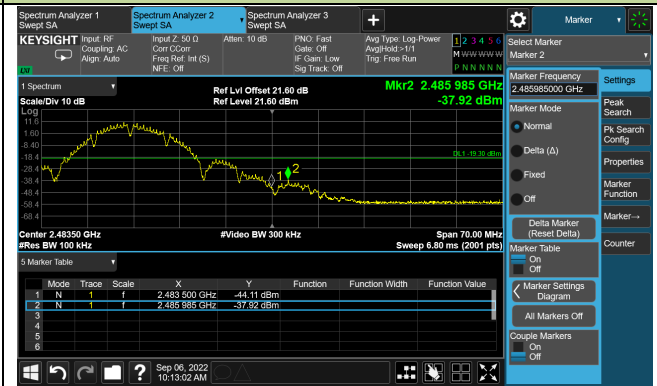 Spectrum Analyzer 1
Swept SA
Spectrum Analyzer 2
Swept SA
Spectrum Analyzer 3
Swept SA
+
Marker
KEYSIGHT
Input: RF
Coupling: AC
Align: Auto
Input Z: 50 Ω
Corr CCorr
Freq Ref: Int (S)
NFE: Off
Atten: 10 dB
PNO: Fast
Gate: Off
IF Gain: Low
Sig Track: Off
Avg Type: Log-Power
Avg|Hold:>1/1
Trig: Free Run
1 2 3 4 5 6
M W W W W W
P N N N N N
LXI
Select Marker
Marker 2
1 Spectrum
Scale/Div 10 dB
Log
Ref Lvl Offset 21.60 dB
Ref Level 21.60 dBm
Mkr2 2.485 985 GHz
-37.92 dBm
11.6
1.60
-8.40
-18.4
-28.4
-38.4
-48.4
-58.4
-68.4
DL1 -19.30 dBm
1
2
Center 2.48350 GHz
#Res BW 100 kHz
#Video BW 300 kHz
Span 70.00 MHz
Sweep 6.80 ms (2001 pts)
5 Marker Table
Mode Trace Scale X Y Function Function Width Function Value
1 N 1 f 2.483 500 GHz -44.11 dBm
2 N 1 f 2.485 985 GHz -37.92 dBm
3
4
5
6
Marker Frequency
2.485985000 GHz
Marker Mode
Normal
Delta (Δ)
Fixed
Off
Delta Marker
(Reset Delta)
Marker Table
On
Off
Marker Settings
Diagram
All Markers Off
Couple Markers
On
Off
Settings
Peak
Search
Pk Search
Config
Properties
Marker
Function
Marker→
Counter
?
Sep 06, 2022
10:13:02 AM